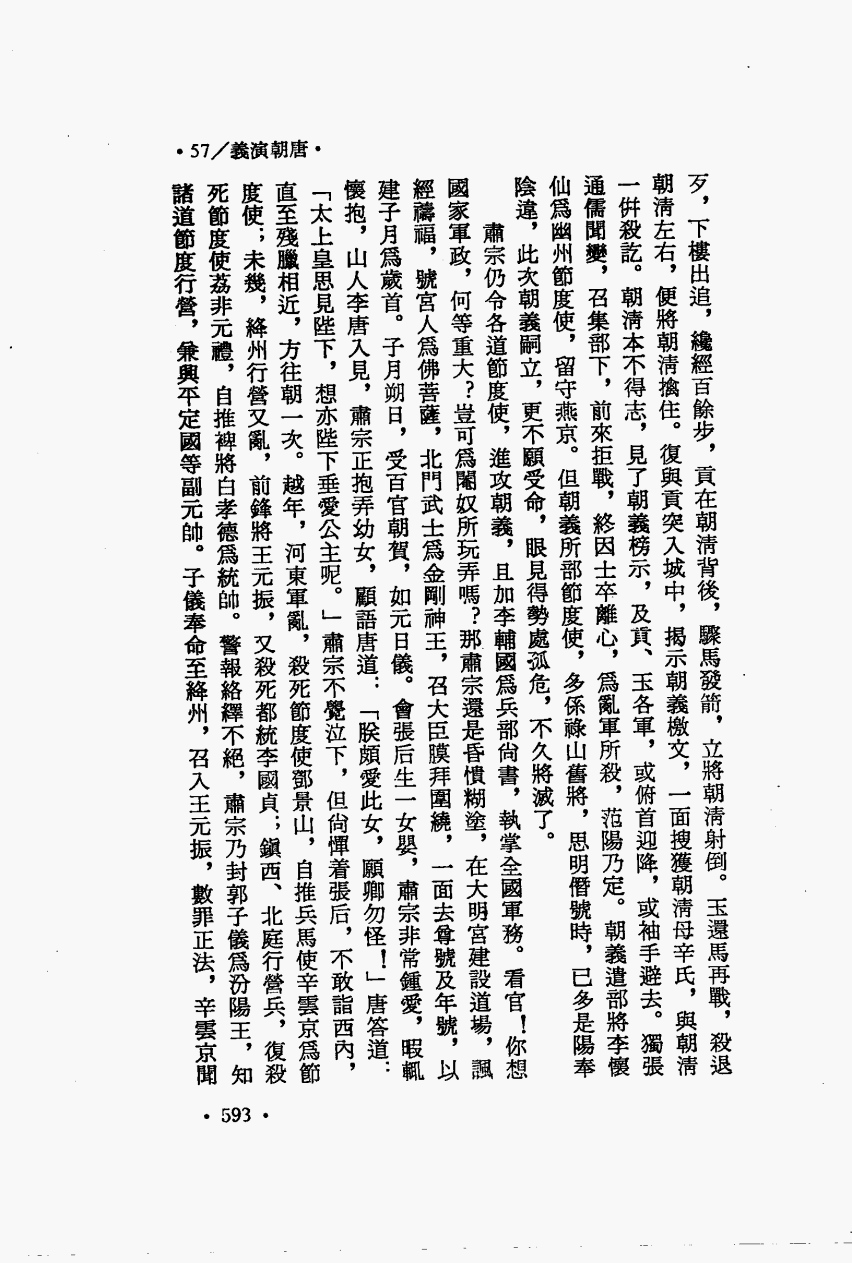 •唐朝演義／57•
歹，下樓出追，纔經百餘步，貢在朝淸背後，驟馬發箭，立將朝淸射倒。玉還馬再戰，殺退
朝淸左右，便將朝淸擒住。復與貢突入城中，揭示朝義檄文，一面搜獲朝淸母辛氏，與朝淸
一併殺訖。朝淸本不得志，見了朝義榜示，及貢、玉各軍，或俯首迎降，或袖手避去。獨張
通儒聞變，召集部下，前來拒戰，終因士卒離心，爲亂軍所殺，范陽乃定。朝義遣部將李懷
仙爲幽州節度使，留守燕京。但朝義所部節度使，多係祿山舊將，思明僭號時，已多是陽奉
陰違，此次朝義嗣立，更不願受命，眼見得勢處孤危，不久將滅了。
肅宗仍令各道節度使，進攻朝義，且加李輔國爲兵部尙書，執掌全國軍務。看官！你想
國家軍政，何等重大？豈可爲閹奴所玩弄嗎？那肅宗還是昏憒糊塗，在大明宮建設道場，諷
經禱福，號宮人爲佛菩薩，北門武士爲金剛神王，召大臣膜拜圍繞，一面去尊號及年號，以
建子月爲歲首。子月朔日，受百官朝賀，如元日儀。會張后生一女嬰，肅宗非常鍾愛，暇輒
懷抱，山人李唐入見，肅宗正抱弄幼女，顧語唐道：「朕頗愛此女，願卿勿怪！」唐答道：
「太上皇思見陛下，想亦陛下垂愛公主呢。」肅宗不覺泣下，但尙憚着張后，不敢詣西內，
直至殘臘相近，方往朝一次。越年，河東軍亂，殺死節度使鄧景山，自推兵馬使辛雲京爲節
度使；未幾，絳州行營又亂，前鋒將王元振，又殺死都統李國貞；鎭西、北庭行營兵，復殺
死節度使荔非元禮，自推裨將白孝德爲統帥。警報絡繹不絕，肅宗乃封郭子儀爲汾陽王，知
諸道節度行營，兼興平定國等副元帥。子儀奉命至絳州，召入王元振，數罪正法，辛雲京聞
•593•